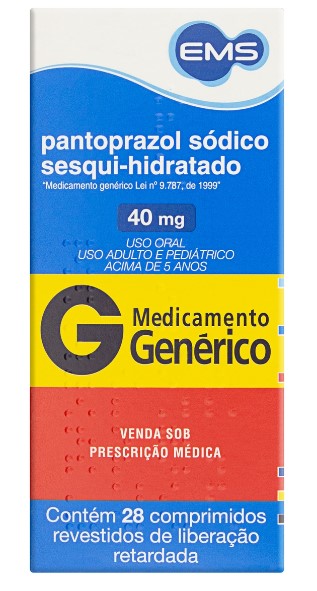 EMS
pantoprazol sódico
sesqui-hidratado
"Medicamento genérico Lei nº 9.787, de 1999"
40 mg
USO ORAL
USO ADULTO E PEDIÁTRICO
ACIMA DE 5 ANOS
G Medicamento
Genérico
VENDA SOB
PRESCRIÇÃO MÉDICA
Contém 28 comprimidos
revestidos de liberação
retardada